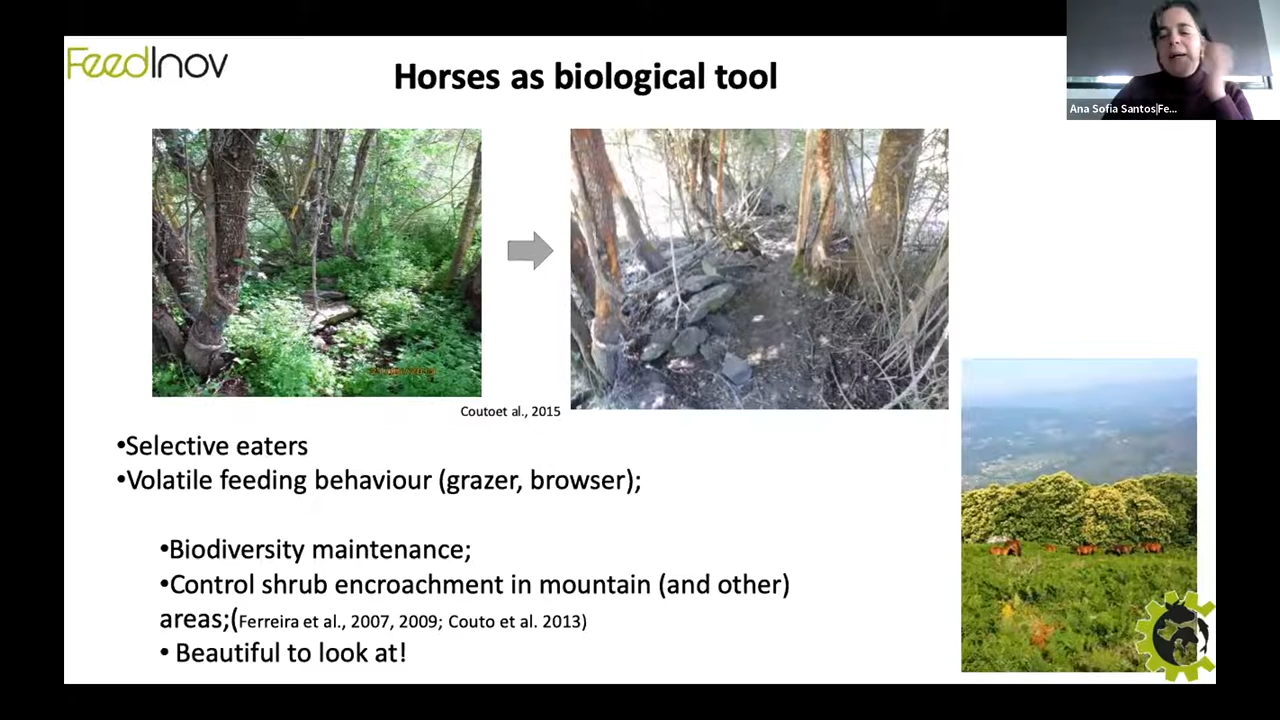 FeedInov
Horses as biological tool
Ana Sofia Santos|Fe...
Coutoet al., 2015
•Selective eaters
•Volatile feeding behaviour (grazer, browser);
•Biodiversity maintenance;
•Control shrub encroachment in mountain (and other)
areas;(Ferreira et al., 2007, 2009; Couto et al. 2013)
• Beautiful to look at!